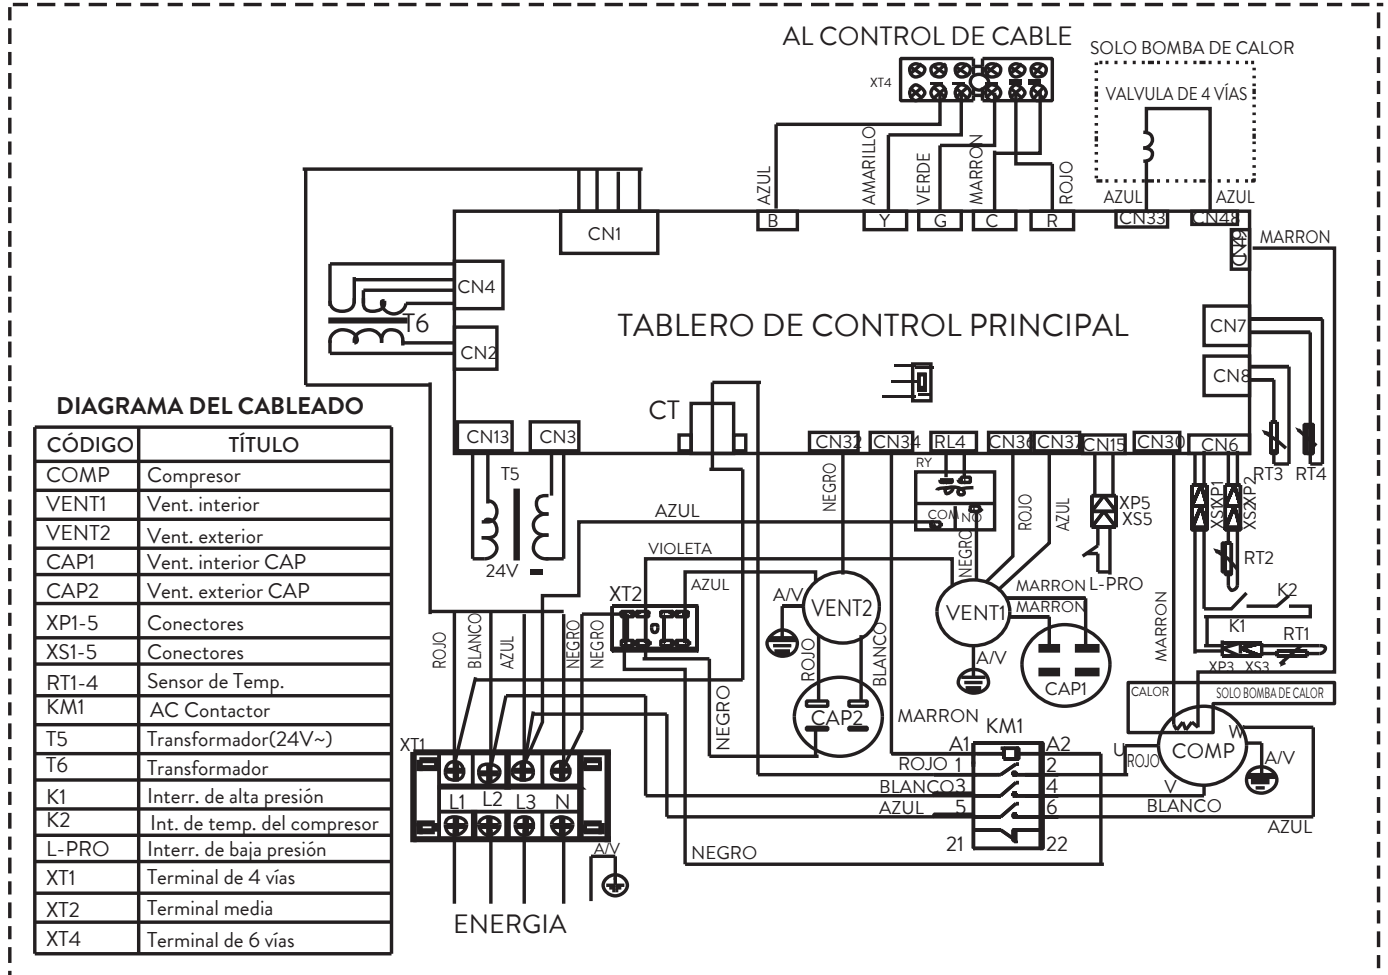 AL CONTROL DE CABLE
SOLO BOMBA DE CALOR
XT4
VALVULA DE 4 VÍAS
AZUL
AMARILLO
VERDE
MARRON
ROJO
AZUL
AZUL
B
Y
G
C
R
CN33
CN48
CN1
MARRON
CN4
T6
CN2
TABLERO DE CONTROL PRINCIPAL
CN7
CN8
CT
CN13
CN3
CN32
CN34
RL4
CN36
CN37
CN15
CN30
CN6
DIAGRAMA DEL CABLEADO
CÓDIGO TÍTULO
COMP Compresor
VENT1 Vent. interior
VENT2 Vent. exterior
CAP1 Vent. interior CAP
CAP2 Vent. exterior CAP
XP1-5 Conectores
XS1-5 Conectores
RT1-4 Sensor de Temp.
KM1 AC Contactor
T5 Transformador(24V~)
T6 Transformador
K1 Interr. de alta presión
K2 Int. de temp. del compresor
L-PRO Interr. de baja presión
XT1 Terminal de 4 vías
XT2 Terminal media
XT4 Terminal de 6 vías
T5
24V
RY
COM
NO
NEGRO
ROJO
AZUL
XP5
XS5
XS1XP1
XS2XP2
RT3
RT4
AZUL
VIOLETA
AZUL
NEGRO
L-PRO
RT2
K2
XT2
A/V
VENT2
VENT1
MARRON
MARRON
K1
RT1
XP3
XS3
ROJO
BLANCO
AZUL
NEGRO
NEGRO
ROJO
BLANCO
A/V
CAP1
MARRON
CALOR
SOLO BOMBA DE CALOR
NEGRO
CAP2
MARRON
KM1
XT1
A1
A2
U
W
COMP
ROJO
A/V
ROJO 1
2
BLANCO3
4
V
BLANCO
AZUL 5
6
AZUL
L1
L2
L3
N
21
22
NEGRO
A/V
ENERGIA